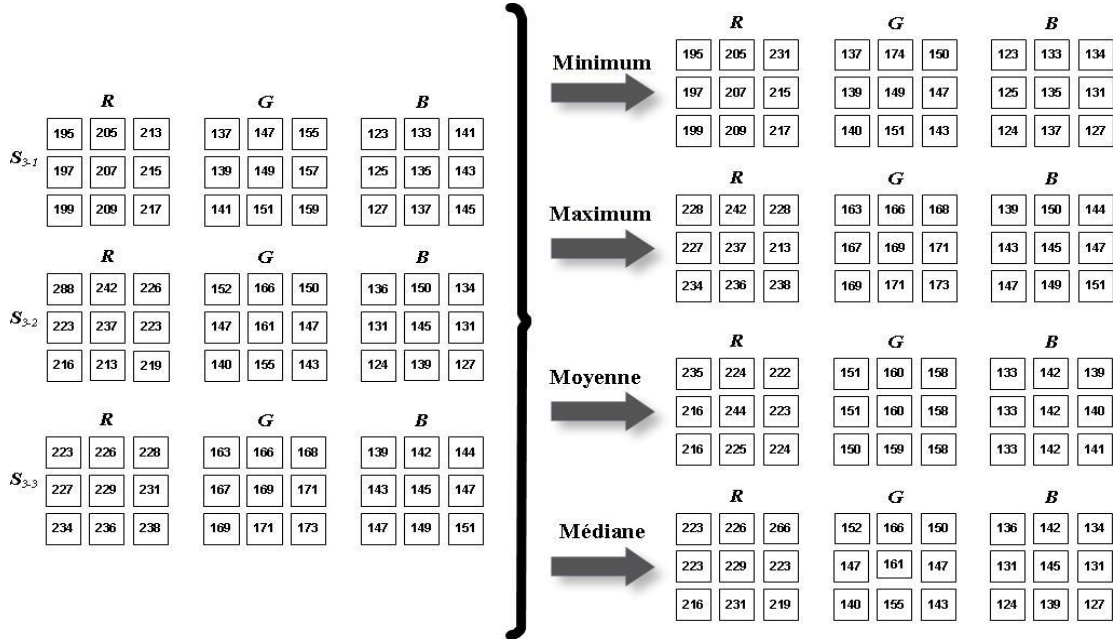 R G B
S3-1
195 205 213 137 147 155 123 133 141
197 207 215 139 149 157 125 135 143
199 209 217 141 151 159 127 137 145
R G B
S3-2
288 242 226 152 166 150 136 150 134
223 237 223 147 161 147 131 145 131
216 213 219 140 155 143 124 139 127
R G B
S3-3
223 226 228 163 166 168 139 142 144
227 229 231 167 169 171 143 145 147
234 236 238 169 171 173 147 149 151
Minimum
R G B
195 205 231 137 174 150 123 133 134
197 207 215 139 149 147 125 135 131
199 209 217 140 151 143 124 137 127
Maximum
R G B
228 242 228 163 166 168 139 150 144
227 237 213 167 169 171 143 145 147
234 236 238 169 171 173 147 149 151
Moyenne
R G B
235 224 222 151 160 158 133 142 139
216 244 223 151 160 158 133 142 140
216 225 224 150 159 158 133 142 141
Médiane
R G B
223 226 266 152 166 150 136 142 134
223 229 223 147 161 147 131 145 131
216 231 219 140 155 143 124 139 127